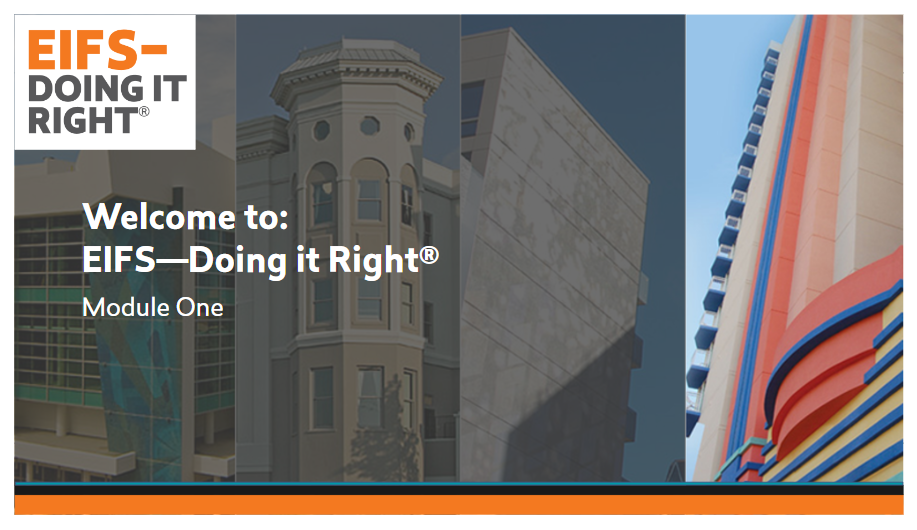 EIFS–
DOING IT
RIGHT®
Welcome to:
EIFS—Doing it Right®
Module One